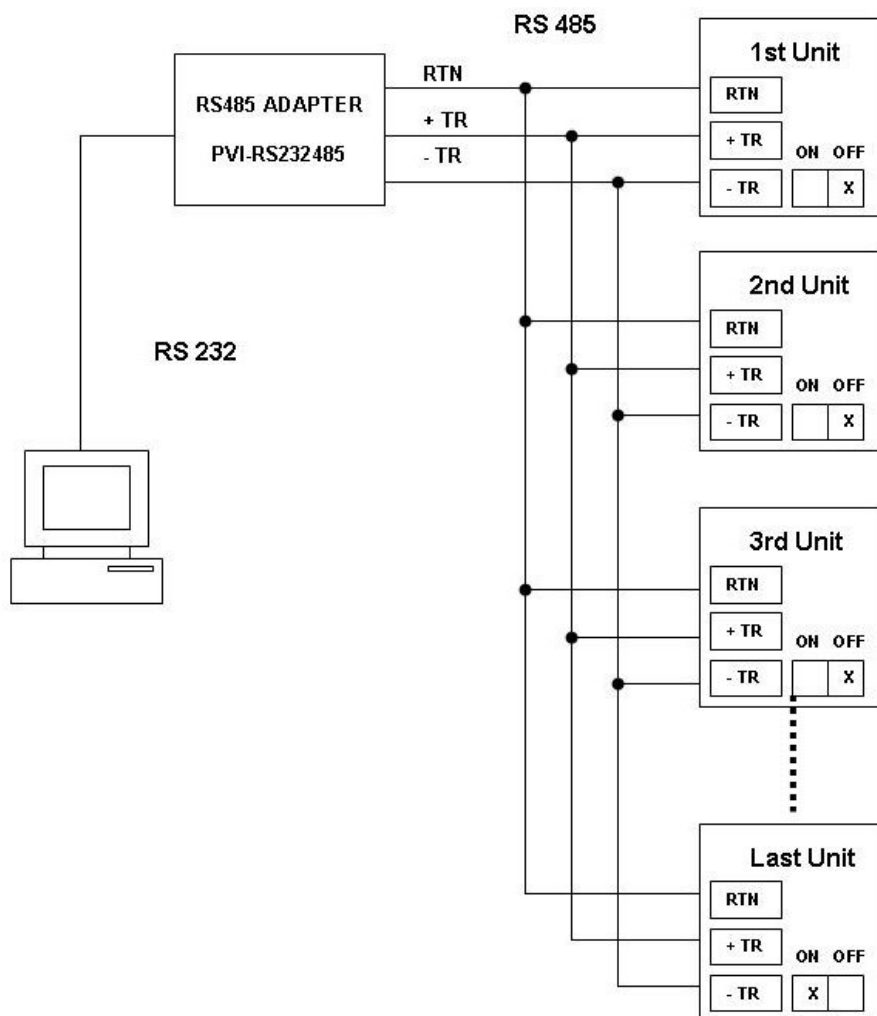 RS 485
RTN
+ TR
- TR
RS485 ADAPTER
PVI-RS232485
RS 232
1st Unit
RTN
+ TR
ON OFF
- TR
X
2nd Unit
RTN
+ TR
ON OFF
- TR
X
3rd Unit
RTN
+ TR
ON OFF
- TR
X
Last Unit
RTN
+ TR
ON OFF
- TR
X